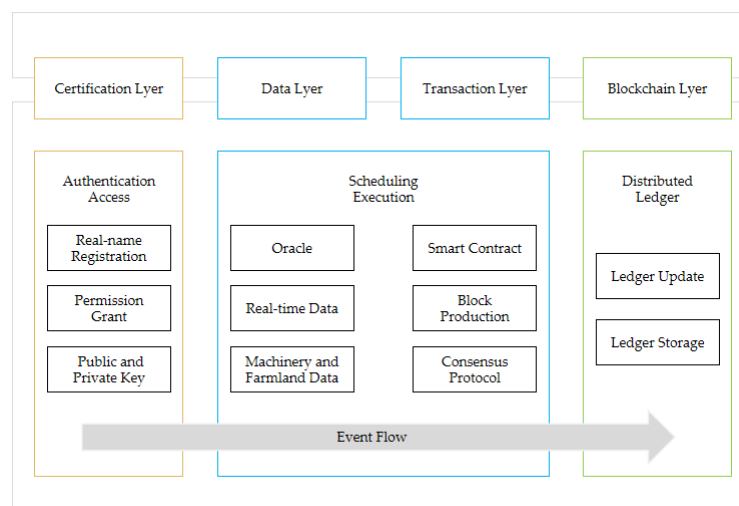 Certification Lyer
Data Lyer
Transaction Lyer
Blockchain Lyer
Authentication
Access
Real-name
Registration
Permission
Grant
Public and
Private Key
Scheduling
Execution
Oracle
Real-time Data
Machinery and
Farmland Data
Smart Contract
Block
Production
Consensus
Protocol
Distributed
Ledger
Ledger Update
Ledger Storage
Event Flow